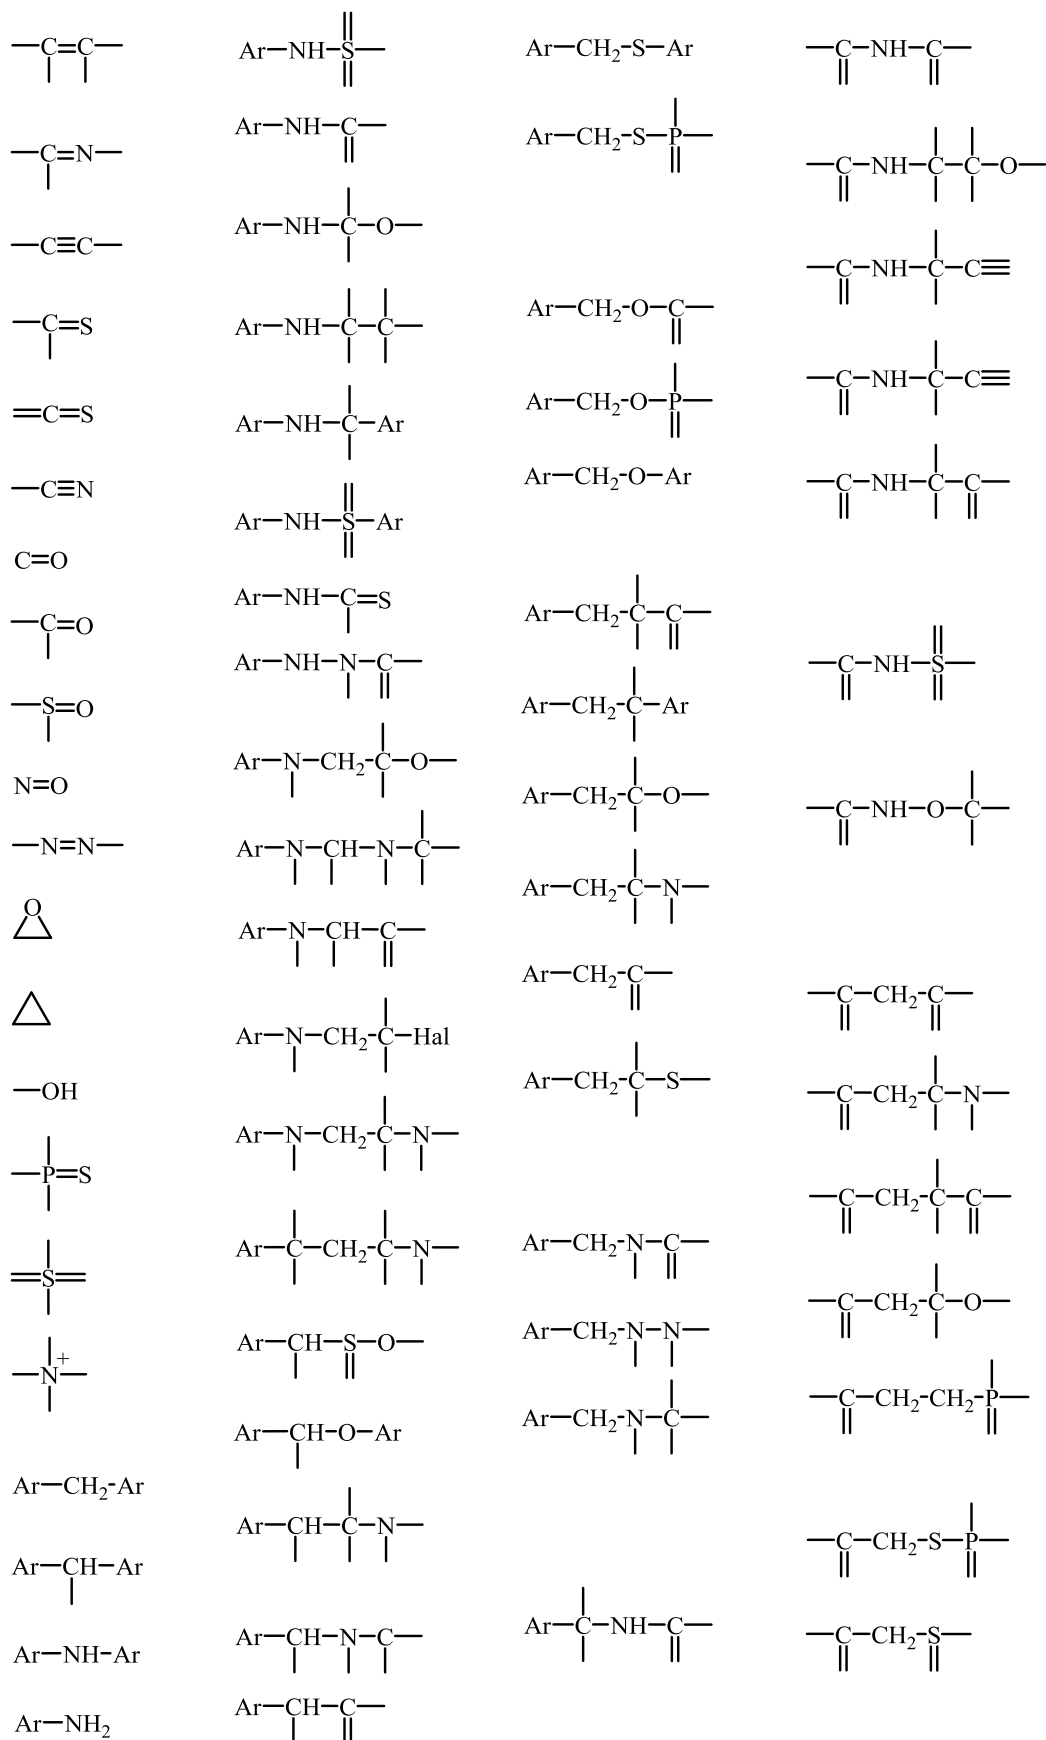 C=C
C=N
C≡C
C=S
=C=S
C≡N
C=O
C=O
S=O
N=O
N=N
O
OH
P=S
=S=
N+
Ar—CH2-Ar
Ar—CH—Ar
Ar—NH—Ar
Ar—NH2
Ar—NH—S
Ar—NH—C
Ar—NH—C—O
Ar—NH—C—C
Ar—NH—C—Ar
Ar—NH—S—Ar
Ar—NH—C=S
Ar—NH—N—C
Ar—N—CH2-C—O
Ar—N—CH—N—C
Ar—N—CH—C
Ar—N—CH2-C—Hal
Ar—N—CH2-C—N
Ar—C—CH2-C—N
Ar—CH—S—O
Ar—CH—O—Ar
Ar—CH—C—N
Ar—CH—N—C
Ar—CH—C
Ar—CH2-S—Ar
Ar—CH2-S—P
Ar—CH2-O—C
Ar—CH2-O—P
Ar—CH2-O—Ar
Ar—CH2-C—C
Ar—CH2-C—Ar
Ar—CH2-C—O
Ar—CH2-C—N
Ar—CH2-C
Ar—CH2-C—S
Ar—CH2-N—C
Ar—CH2-N—N
Ar—CH2-N—C
Ar—C—NH—C
C—NH—C
C—NH—C—C—O
C—NH—C—C≡
C—NH—C—C≡
C—NH—C—C
C—NH—S
C—NH—O—C
C—CH2-C
C—CH2-C—N
C—CH2-C—C
C—CH2-C—O
C—CH2-CH2-P
C—CH2-S—P
C—CH2-S